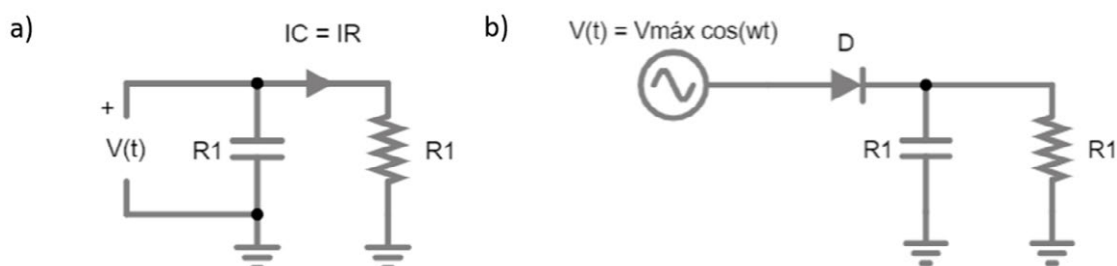 a)
IC = IR
+
V(t)
R1
R1
b)
V(t) = Vmáx cos(wt)
D
R1
R1